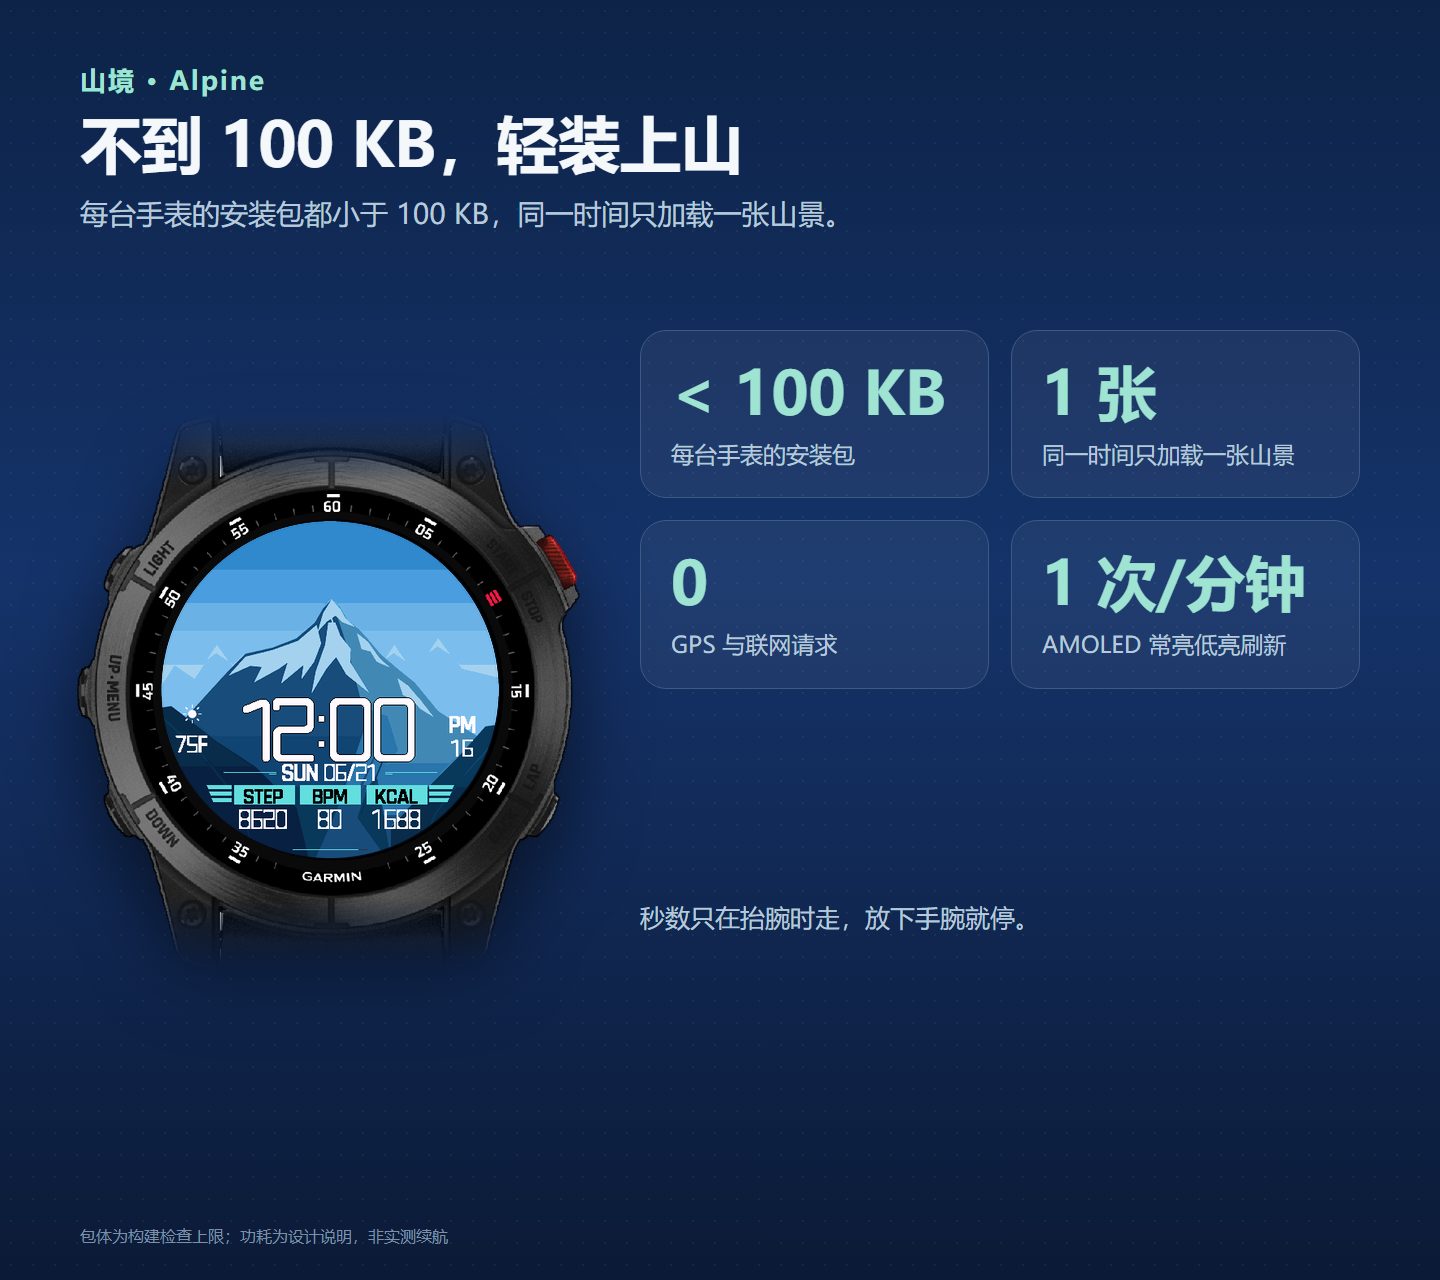 山境 • Alpine
不到 100 KB，轻装上山
每台手表的安装包都小于 100 KB，同一时间只加载一张山景。
< 100 KB
每台手表的安装包
1 张
同一时间只加载一张山景
0
GPS 与联网请求
1 次/分钟
AMOLED 常亮低亮刷新
60
05
15
20
25
35
40
45
50
55
LIGHT
UP·MENU
DOWN
STOP
LAP
75F
12:00
PM
16
SUN 06/21
STEP BPM KCAL
8620 80 1688
GARMIN
秒数只在抬腕时走，放下手腕就停。
包体为构建检查上限；功耗为设计说明，非实测续航